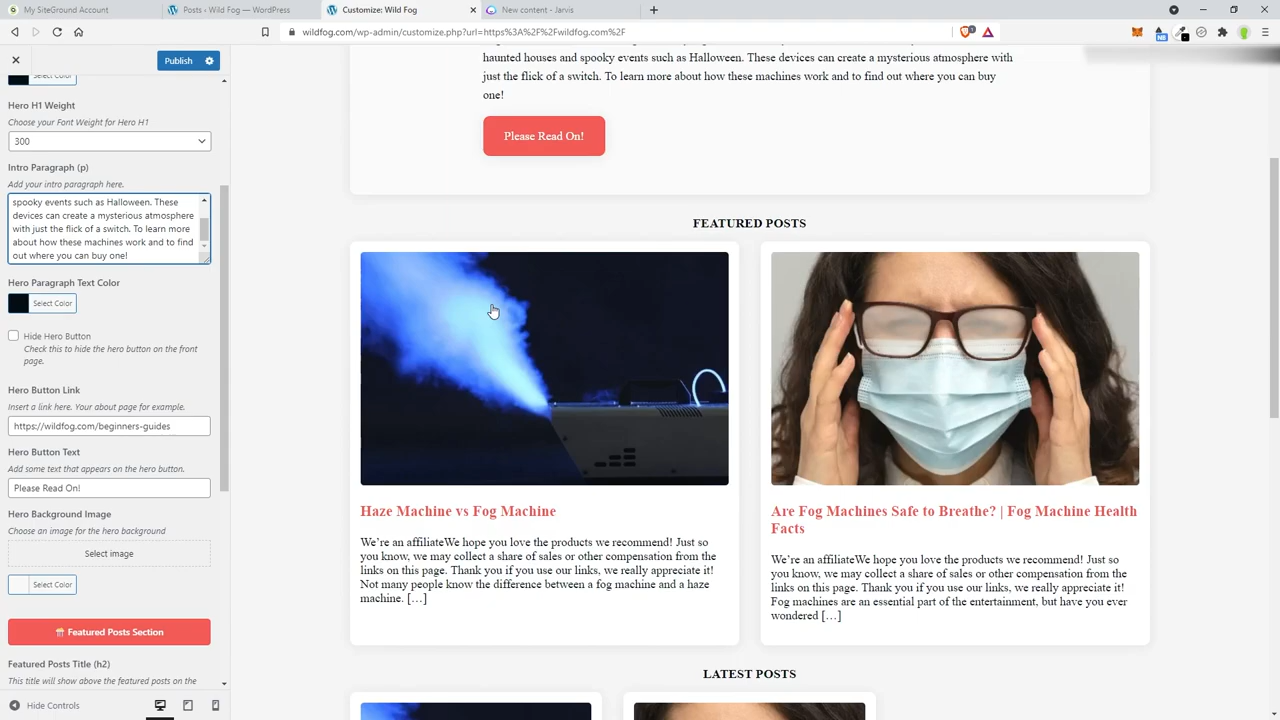 My SiteGround Account
Posts ‹ Wild Fog — WordPress
Customize: Wild Fog
New content - Jarvis
wildfog.com/wp-admin/customize.php?url=https%3A%2F%2Fwildfog.com%2F
Publish
Select Color
Hero H1 Weight
Choose your Font Weight for Hero H1
300
Intro Paragraph (p)
Add your intro paragraph here.
spooky events such as Halloween. These
devices can create a mysterious atmosphere
with just the flick of a switch. To learn more
about how these machines work and to find
out where you can buy one!
Hero Paragraph Text Color
Select Color
Hide Hero Button
Check this to hide the hero button on the front
page.
Hero Button Link
Insert a link here. Your about page for example.
https://wildfog.com/beginners-guides
Hero Button Text
Add some text that appears on the hero button.
Please Read On!
Hero Background Image
Choose an image for the hero background
Select image
Select Color
Featured Posts Section
Featured Posts Title (h2)
This title will show above the featured posts on the
Hide Controls
haunted houses and spooky events such as Halloween. These devices can create a mysterious atmosphere with
just the flick of a switch. To learn more about how these machines work and to find out where you can buy
one!
Please Read On!
FEATURED POSTS
Haze Machine vs Fog Machine
We're an affiliateWe hope you love the products we recommend! Just so
you know, we may collect a share of sales or other compensation from the
links on this page. Thank you if you use our links, we really appreciate it!
Not many people know the difference between a fog machine and a haze
machine. […]
Are Fog Machines Safe to Breathe? | Fog Machine Health
Facts
We're an affiliateWe hope you love the products we recommend! Just so
you know, we may collect a share of sales or other compensation from the
links on this page. Thank you if you use our links, we really appreciate it!
Fog machines are an essential part of the entertainment, but have you ever
wondered […]
LATEST POSTS